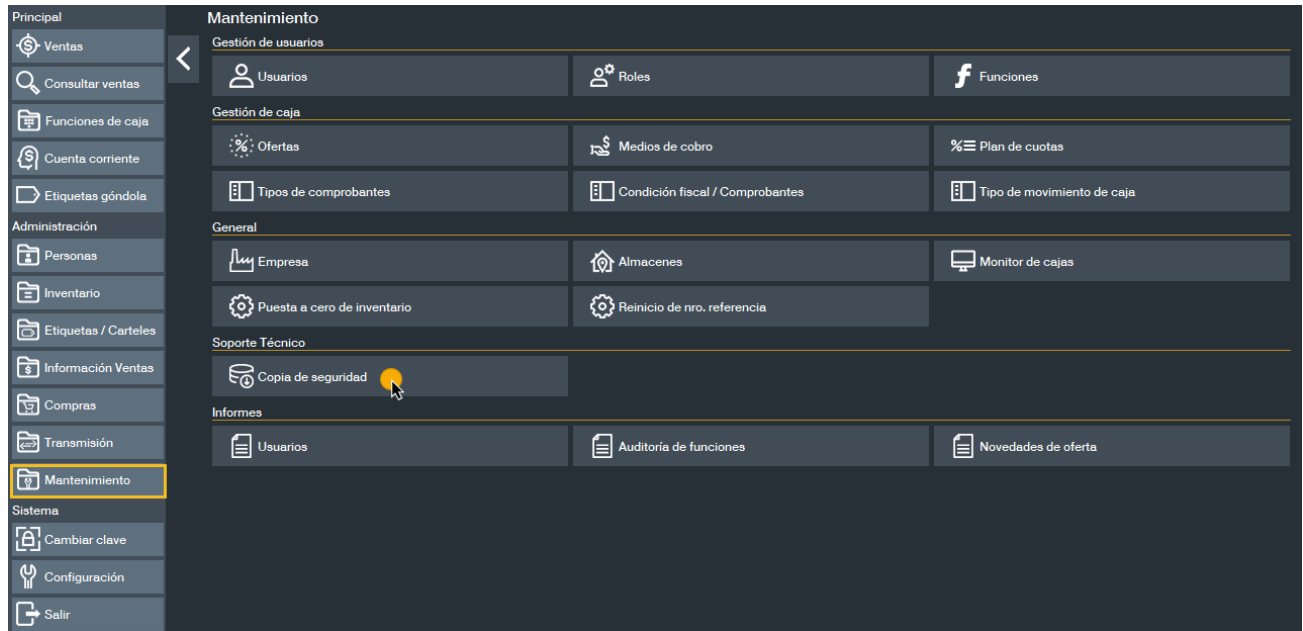 Principal
Ventas
Consultar ventas
Funciones de caja
Cuenta corriente
Etiquetas góndola
Administración
Personas
Inventario
Etiquetas / Carteles
Información Ventas
Compras
Transmisión
Mantenimiento
Sistema
Cambiar clave
Configuración
Salir
Mantenimiento
Gestión de usuarios
Usuarios
Roles
Funciones
Gestión de caja
Ofertas
Medios de cobro
Plan de cuotas
Tipos de comprobantes
Condición fiscal / Comprobantes
Tipo de movimiento de caja
General
Empresa
Almacenes
Monitor de cajas
Puesta a cero de inventario
Reinicio de nro. referencia
Soporte Técnico
Copia de seguridad
Informes
Usuarios
Auditoría de funciones
Novedades de oferta